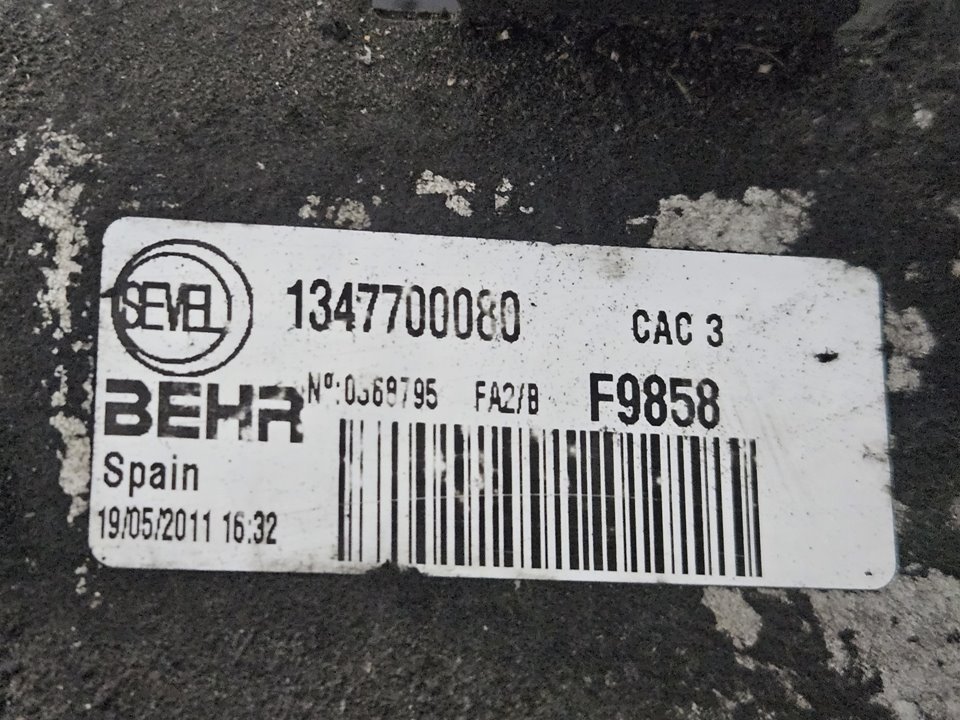 SEVEL 1347700080 CAC 3
BEHR Nº:0368795 FA2/B F9858
Spain
19/05/2011 16:32